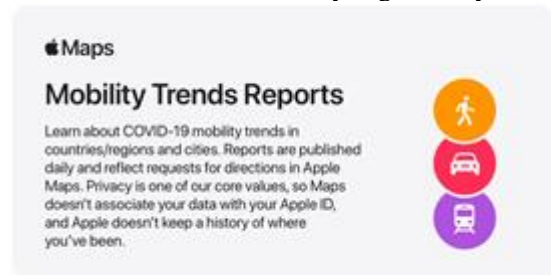 Maps
Mobility Trends Reports
Learn about COVID-19 mobility trends in
countries/regions and cities. Reports are published
daily and reflect requests for directions in Apple
Maps. Privacy is one of our core values, so Maps
doesn't associate your data with your Apple ID,
and Apple doesn't keep a history of where
you've been.